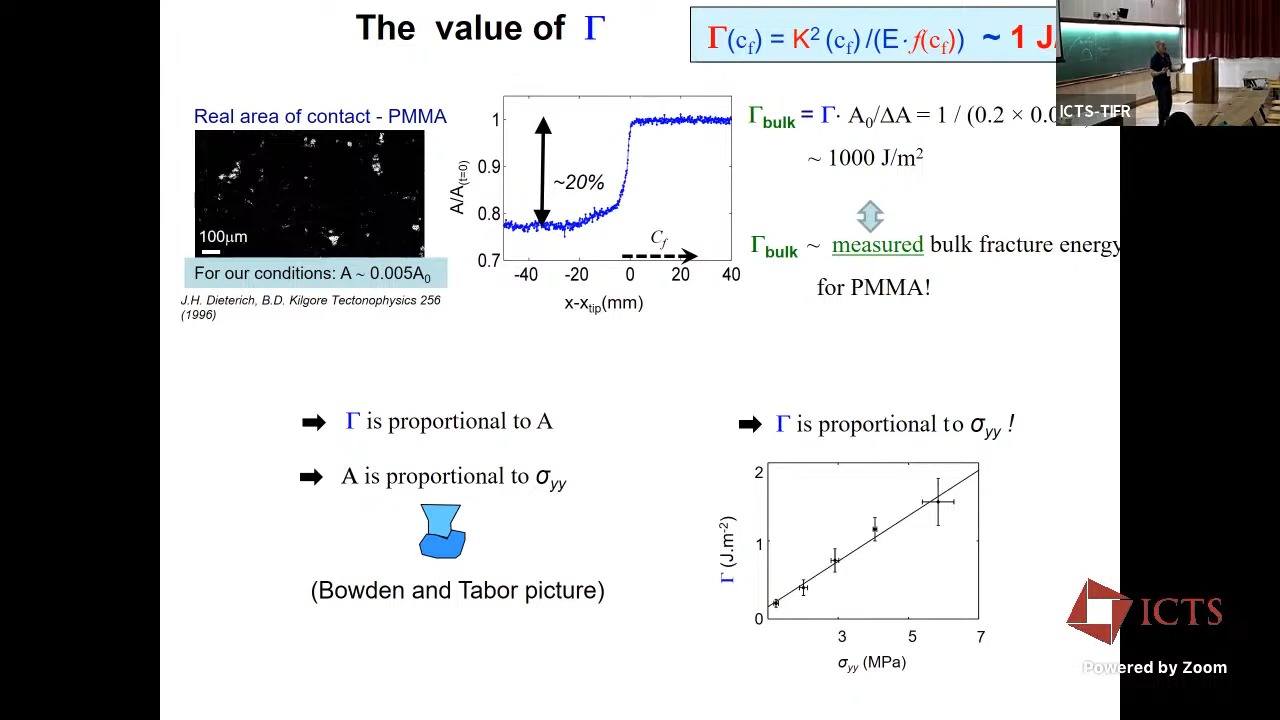 The value of Γ
Γ(cf) = K² (cf) /(E · f(cf)) ~ 1 J/
ICTS-TIFR
Real area of contact - PMMA
100μm
For our conditions: A ~ 0.005A0
J.H. Dieterich, B.D. Kilgore Tectonophysics 256
(1996)
A/A(t=0)
1
0.9
0.8
0.7
~20%
Cf
-40 -20 0 20 40
x-xtip(mm)
Γbulk = Γ· A0/ΔA = 1 / (0.2 × 0.0
~ 1000 J/m²
Γbulk ~ measured bulk fracture energy
for PMMA!
Γ is proportional to A
A is proportional to σyy
(Bowden and Tabor picture)
Γ is proportional to σyy !
Γ (J.m-2)
2
1
0
3 5 7
σyy (MPa)
ICTS
Powered by Zoom